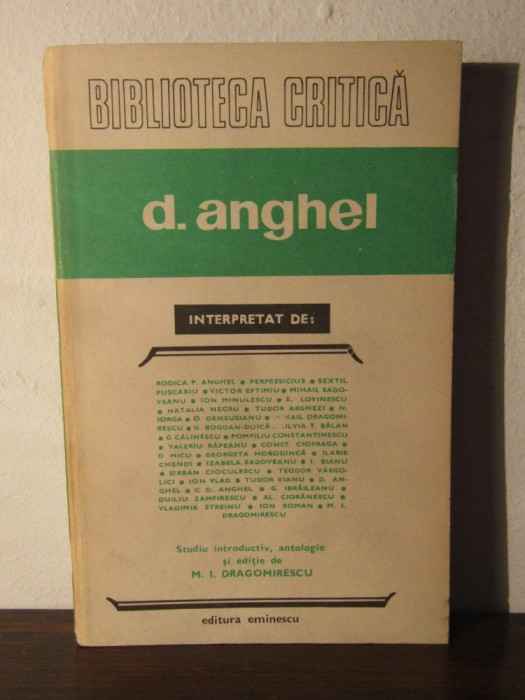 BIBLIOTECA CRITICĂ
d. anghel
INTERPRETAT DE:
RODICA P. ANGHEL • PERPESSICIUS • SEXTIL
PUȘCARIU • VICTOR EFTIMIU • MIHAIL SADO-
VEANU • ION MINULESCU • E. LOVINESCU
• NATALIA NEGRU • TUDOR ARGHEZI • N.
IORGA • O. DENSUSIANU • MIHAIL DRAGOMI-
RESCU • G. BOGDAN-DUICĂ • SILVIA T. BĂLAN
• G. CĂLINESCU • POMPILIU CONSTANTINESCU
• VALERIU RÂPEANU • CONST. CIOPRAGA •
D. MICU • GEORGETA HORODINCĂ • ILARIE
CHENDI • IZABELA SADOVEANU • I. BIANU
• ȘERBAN CIOCULESCU • TEODOR VÂRGO-
LICI • ION VLAD • TUDOR VIANU • D. AN-
GHEL • C. D. ANGHEL • G. IBRĂILEANU •
DUILIU ZAMFIRESCU • AL. CIORĂNESCU •
VLADIMIR STREINU • ION ROMAN • M. I.
DRAGOMIRESCU
Studiu introductiv, antologie
și ediție de
M. I. DRAGOMIRESCU
editura eminescu